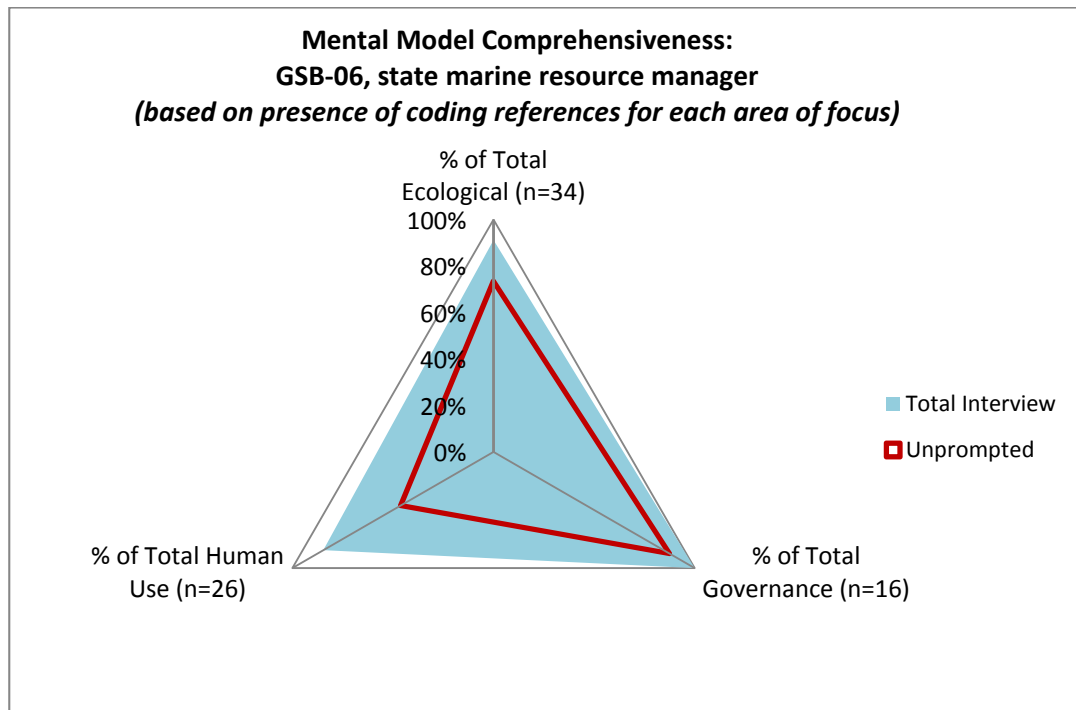 Mental Model Comprehensiveness:
GSB-06, state marine resource manager
(based on presence of coding references for each area of focus)
% of Total
Ecological (n=34)
100%
80%
60%
40%
20%
0%
Total Interview
Unprompted
% of Total Human
Use (n=26)
% of Total
Governance (n=16)